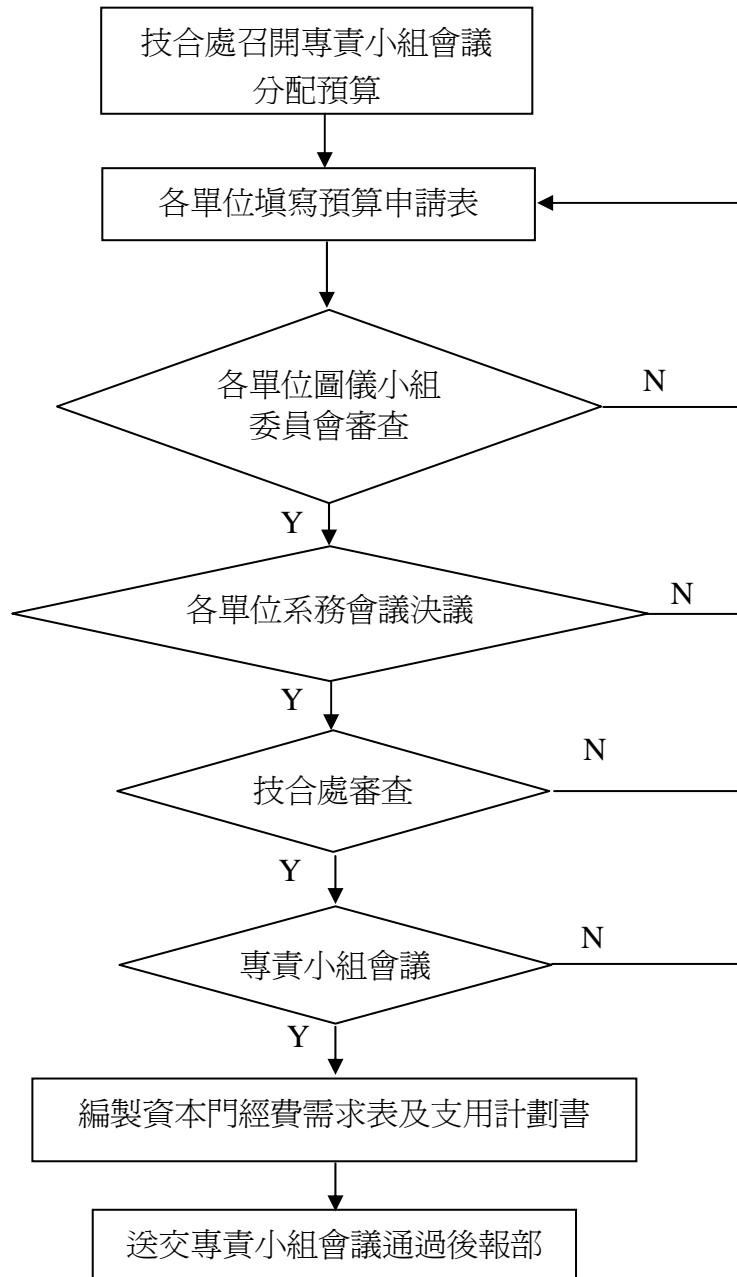 技合處召開專責小組會議
分配預算
各單位填寫預算申請表
各單位圖儀小組
委員會審查
N
Y
各單位系務會議決議
N
Y
技合處審查
N
Y
專責小組會議
N
Y
編製資本門經費需求表及支用計劃書
送交專責小組會議通過後報部